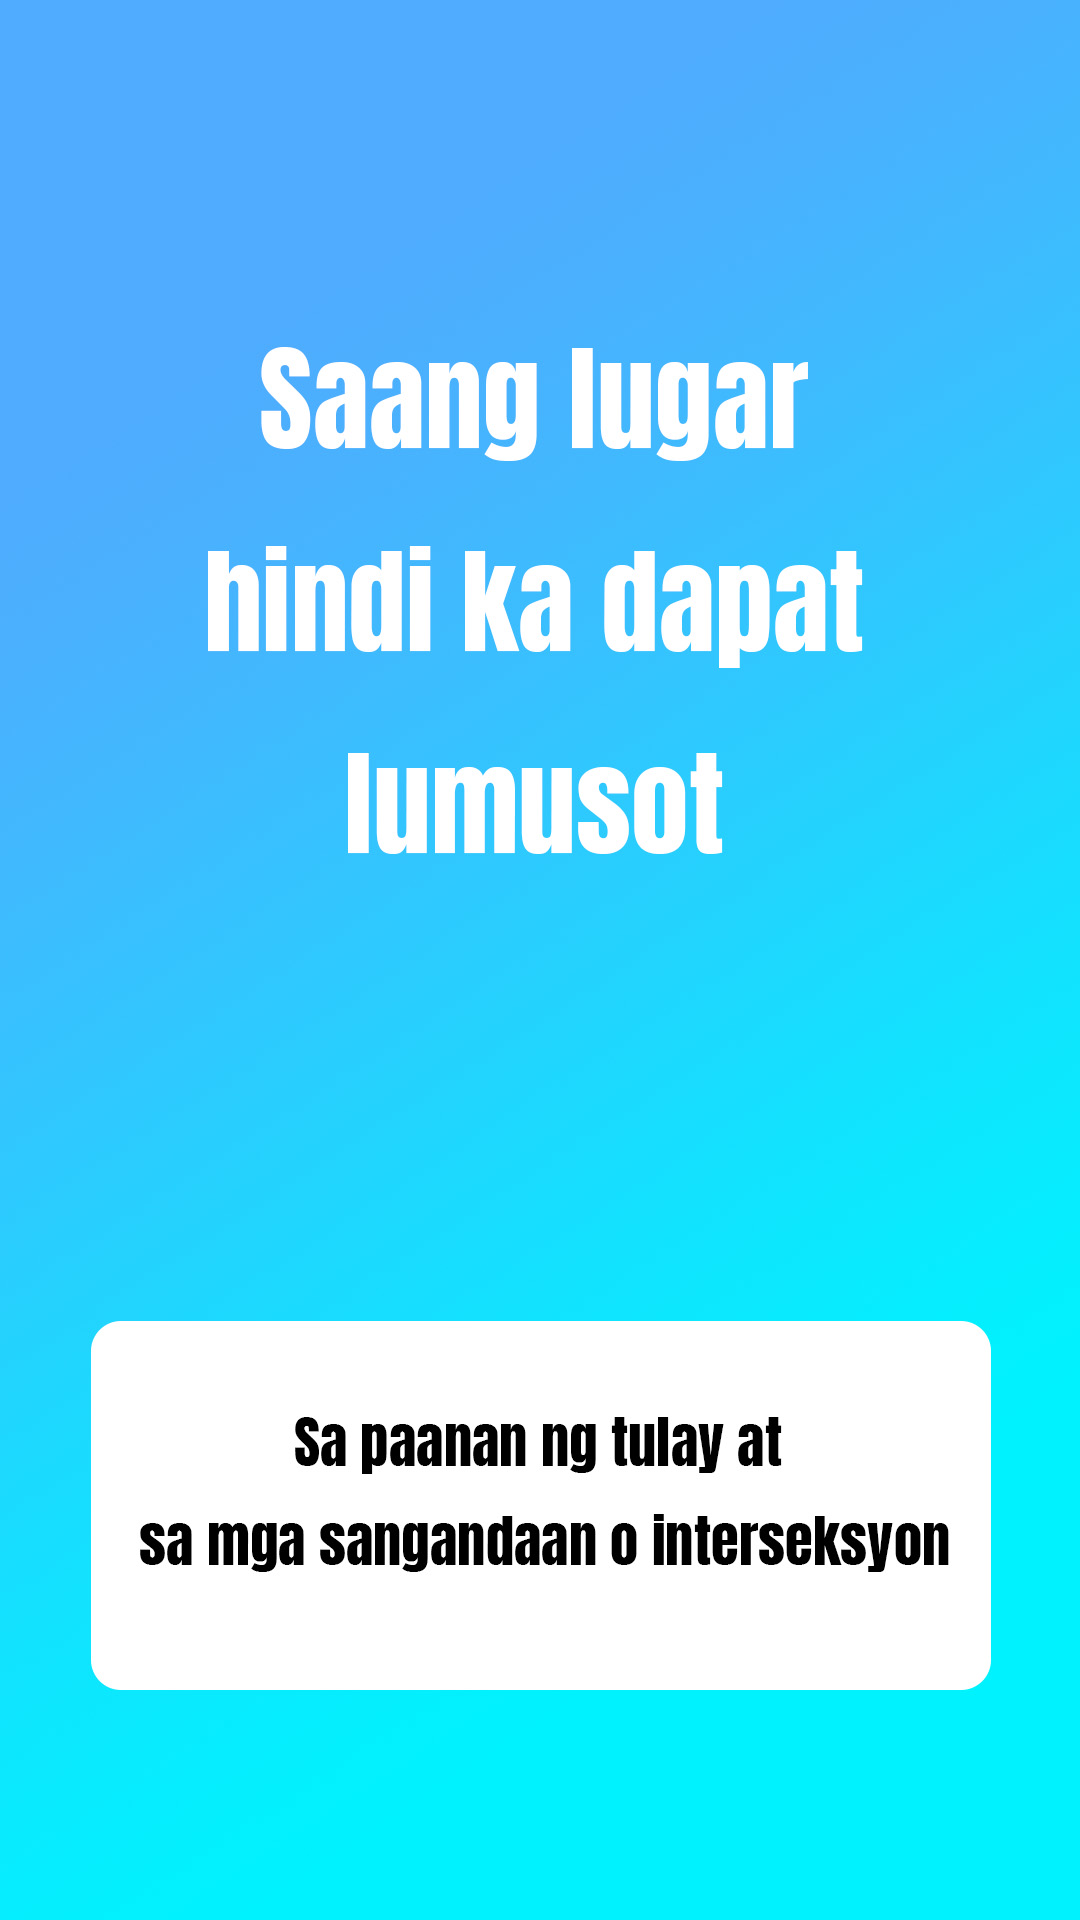 Saang lugar
hindi ka dapat
lumusot
Sa paanan ng tulay at
sa mga sangandaan o interseksyon